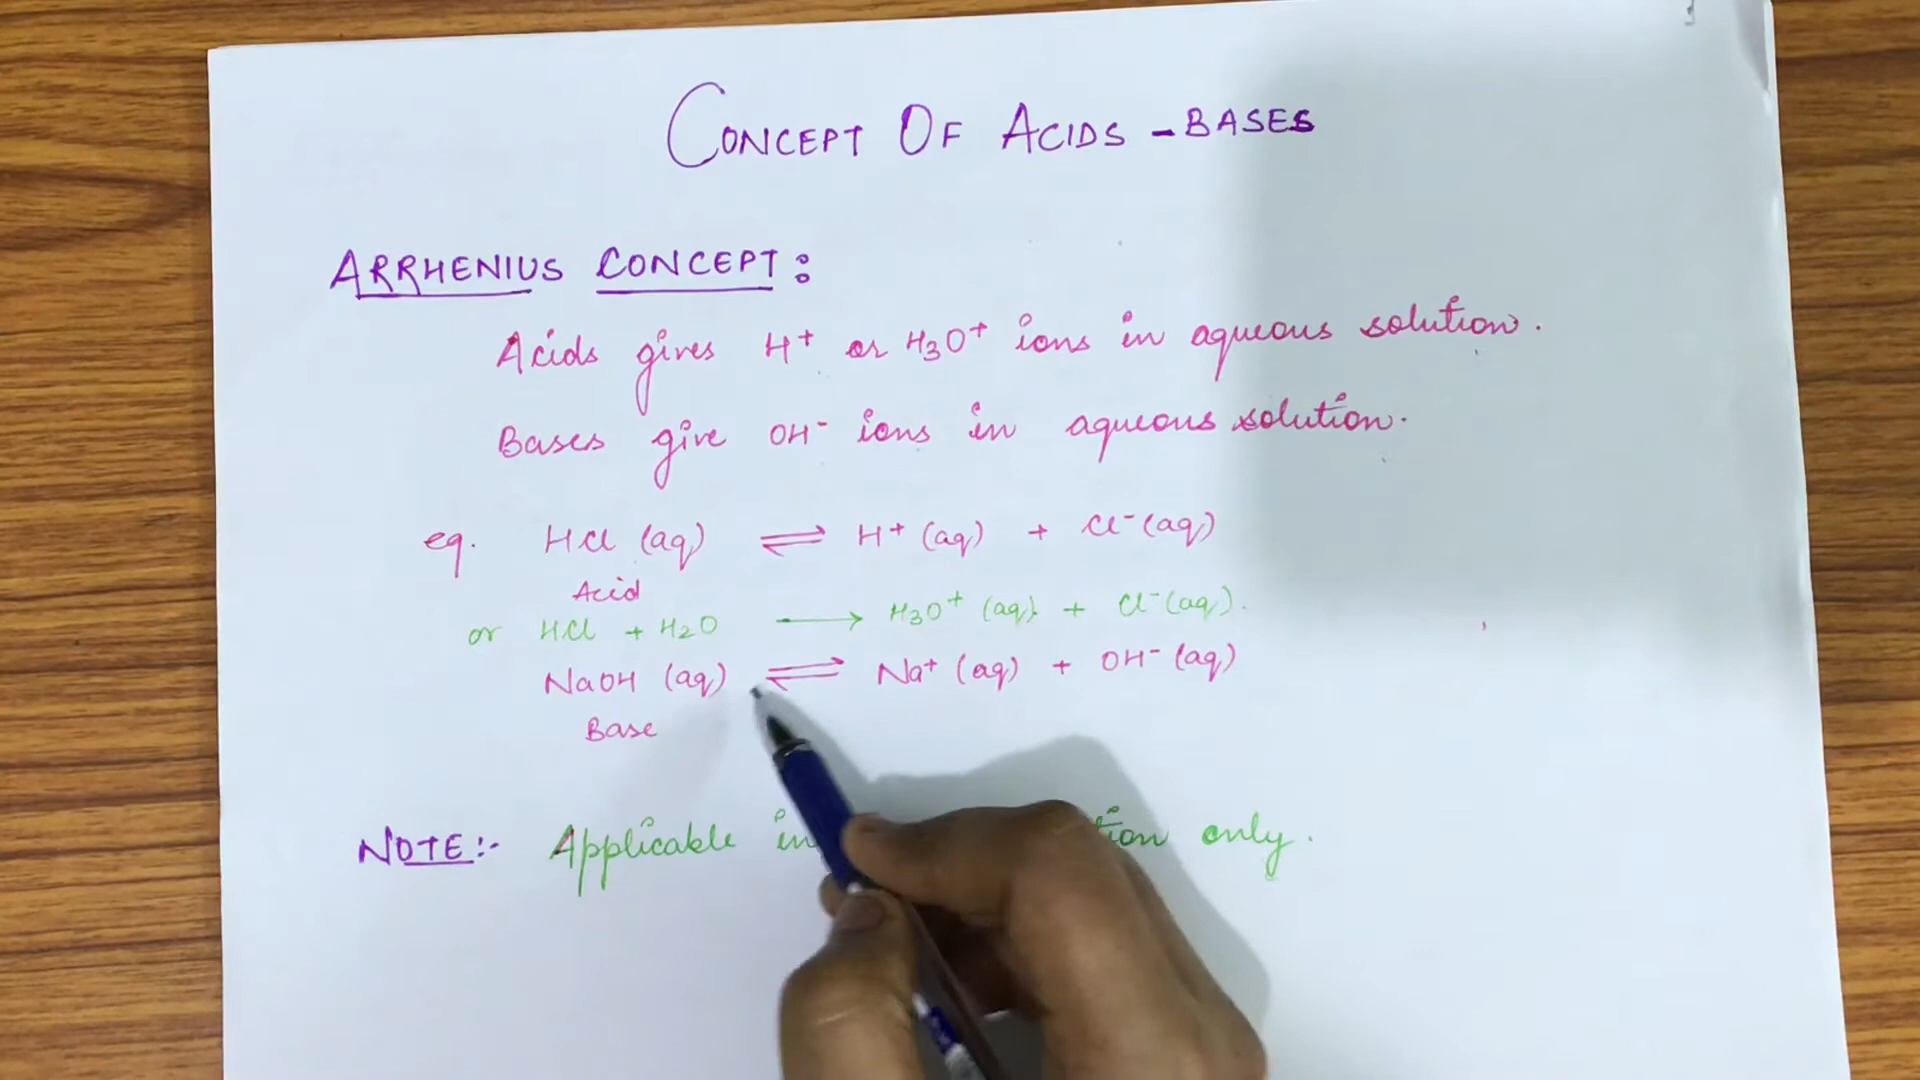 CONCEPT OF ACIDS - BASES
ARRHENIUS CONCEPT:
Acids gives H+ or H3O+ ions in aqueous solution.
Bases give OH- ions in aqueous solution.
eg. HCl (aq) ⇌ H+ (aq) + Cl- (aq)
Acid
or HCl + H2O → H3O+ (aq) + Cl- (aq).
NaOH (aq) ⇌ Na+ (aq) + OH- (aq)
Base
NOTE:- Applicable in only.